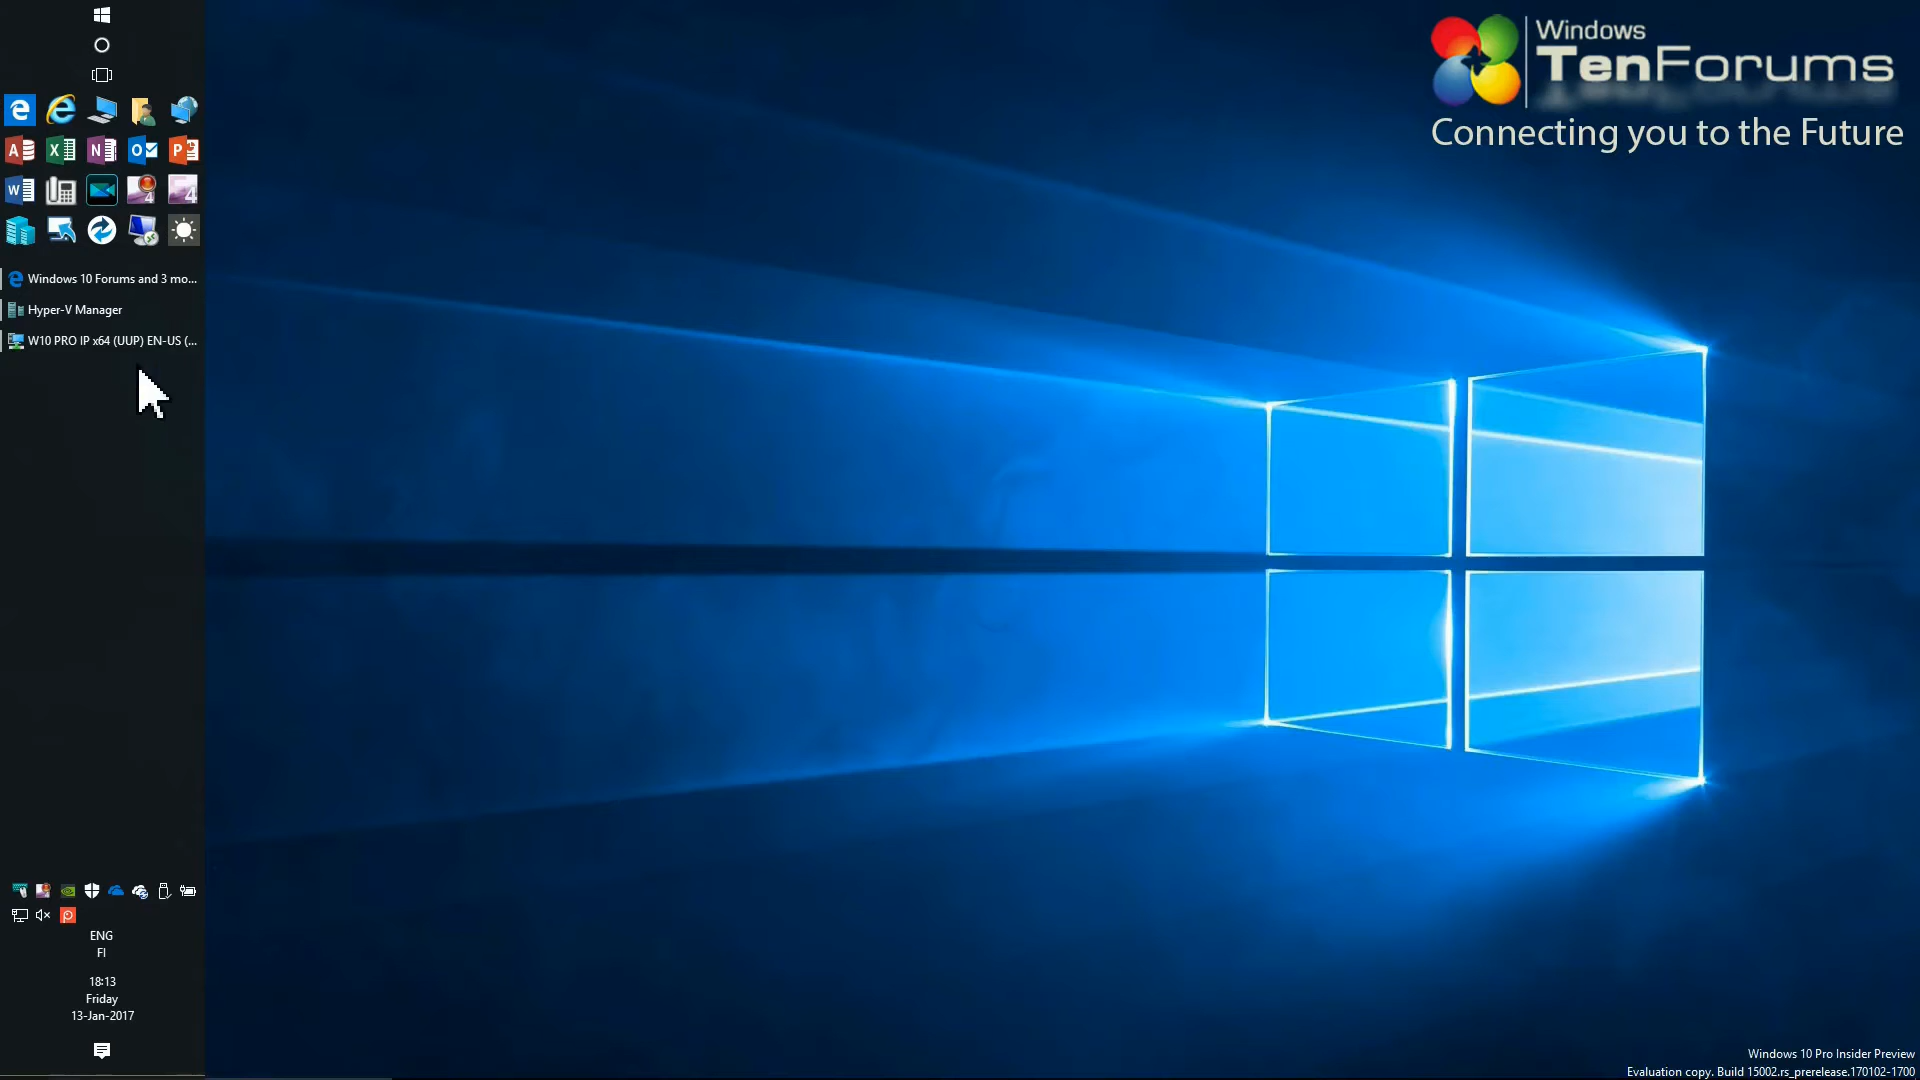 Windows
TenForums
Connecting you to the Future
Windows 10 Forums and 3 mo...
Hyper-V Manager
W10 PRO IP x64 (UUP) EN-US (...
ENG
FI
18:13
Friday
13-Jan-2017
Windows 10 Pro Insider Preview
Evaluation copy. Build 15002.rs_prerelease.170102-1700